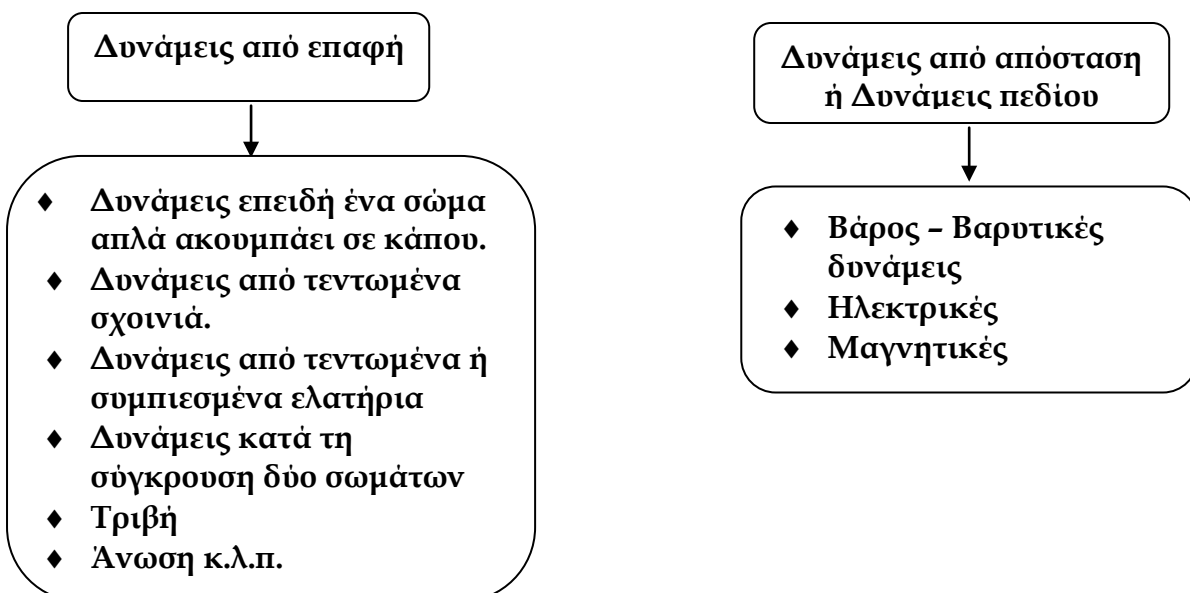 Δυνάμεις από επαφή
♦ Δυνάμεις επειδή ένα σώμα
απλά ακουμπάει σε κάπου.
♦ Δυνάμεις από τεντωμένα
σχοινιά.
♦ Δυνάμεις από τεντωμένα ή
συμπιεσμένα ελατήρια
♦ Δυνάμεις κατά τη
σύγκρουση δύο σωμάτων
♦ Τριβή
♦ Άνωση κ.λ.π.
Δυνάμεις από απόσταση
ή Δυνάμεις πεδίου
♦ Βάρος – Βαρυτικές
δυνάμεις
♦ Ηλεκτρικές
♦ Μαγνητικές